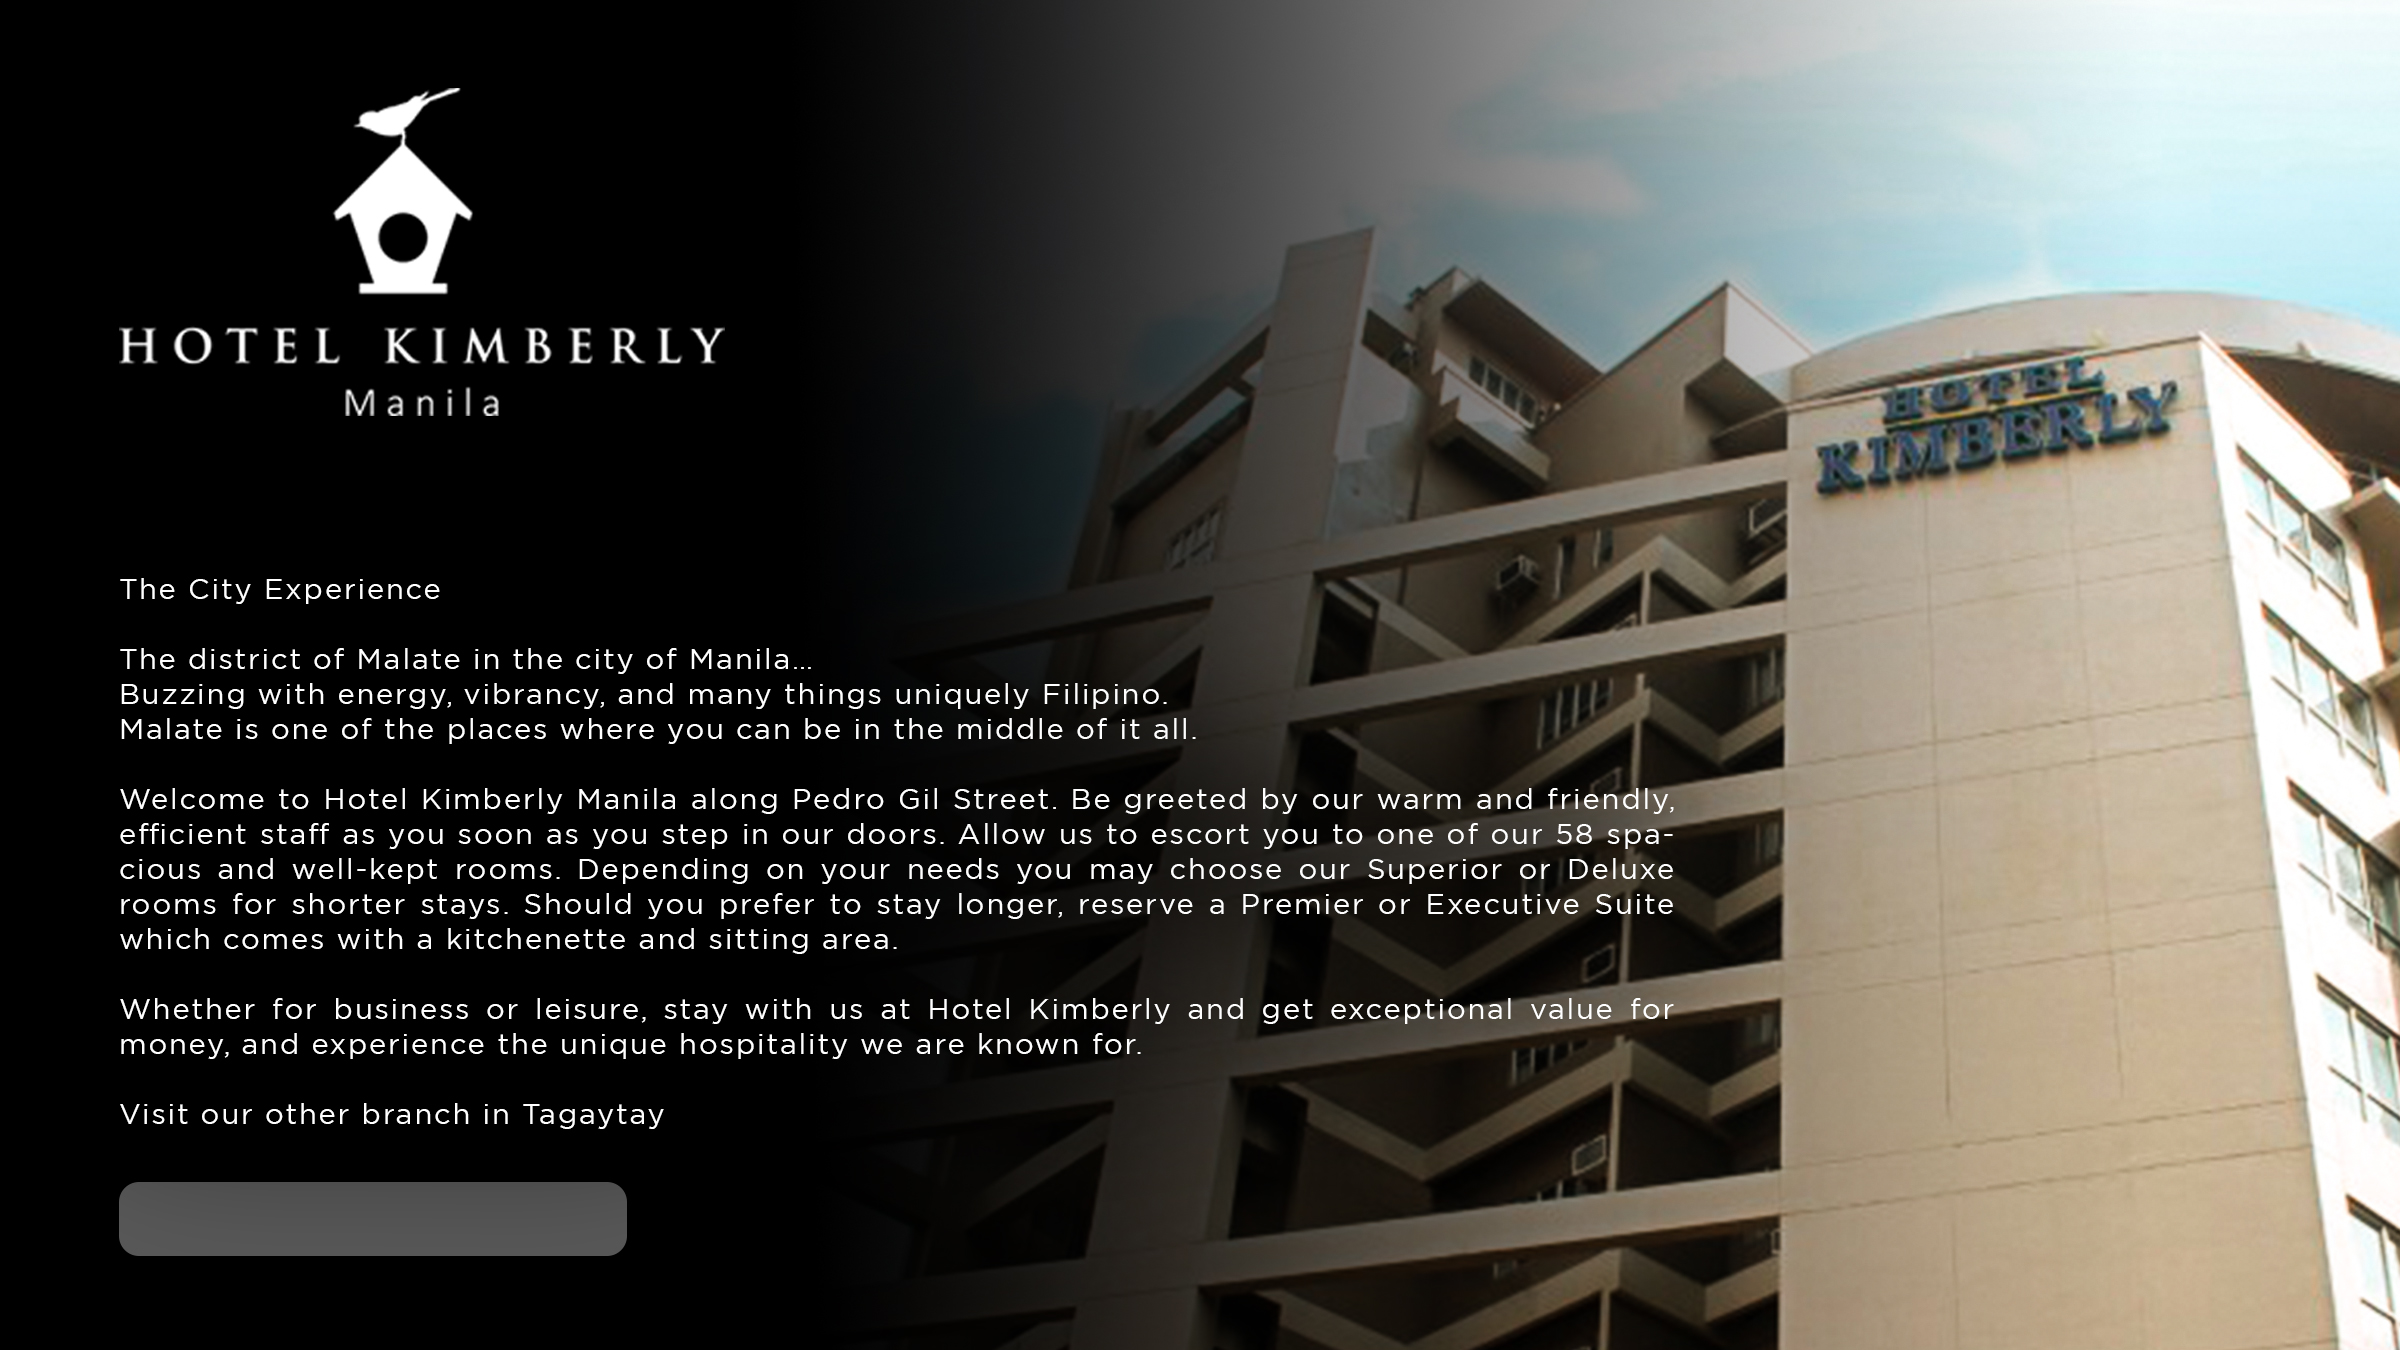 HOTEL KIMBERLY
Manila
HOTEL
KIMBERLY
The City Experience
The district of Malate in the city of Manila...
Buzzing with energy, vibrancy, and many things uniquely Filipino.
Malate is one of the places where you can be in the middle of it all.
Welcome to Hotel Kimberly Manila along Pedro Gil Street. Be greeted by our warm and friendly,
efficient staff as you soon as you step in our doors. Allow us to escort you to one of our 58 spa-
cious and well-kept rooms. Depending on your needs you may choose our Superior or Deluxe
rooms for shorter stays. Should you prefer to stay longer, reserve a Premier or Executive Suite
which comes with a kitchenette and sitting area.
Whether for business or leisure, stay with us at Hotel Kimberly and get exceptional value for
money, and experience the unique hospitality we are known for.
Visit our other branch in Tagaytay